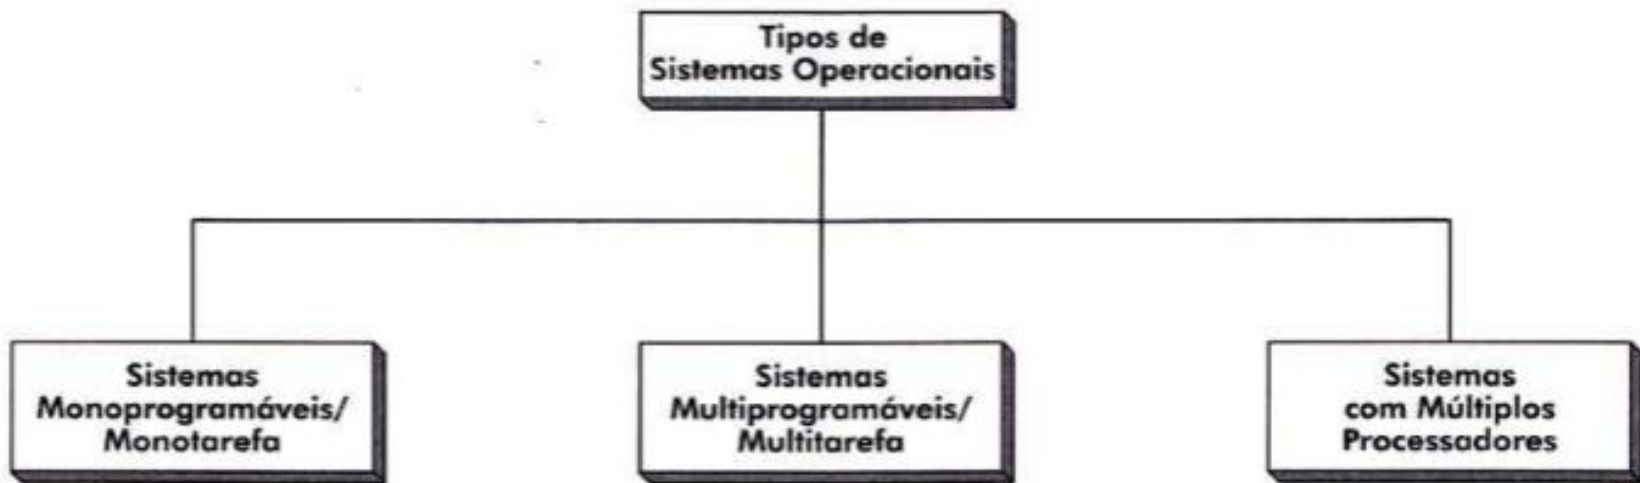 Tipos de
Sistemas Operacionais
Sistemas
Monoprogramáveis/
Monotarefa
Sistemas
Multiprogramáveis/
Multitarefa
Sistemas
com Múltiplos
Processadores